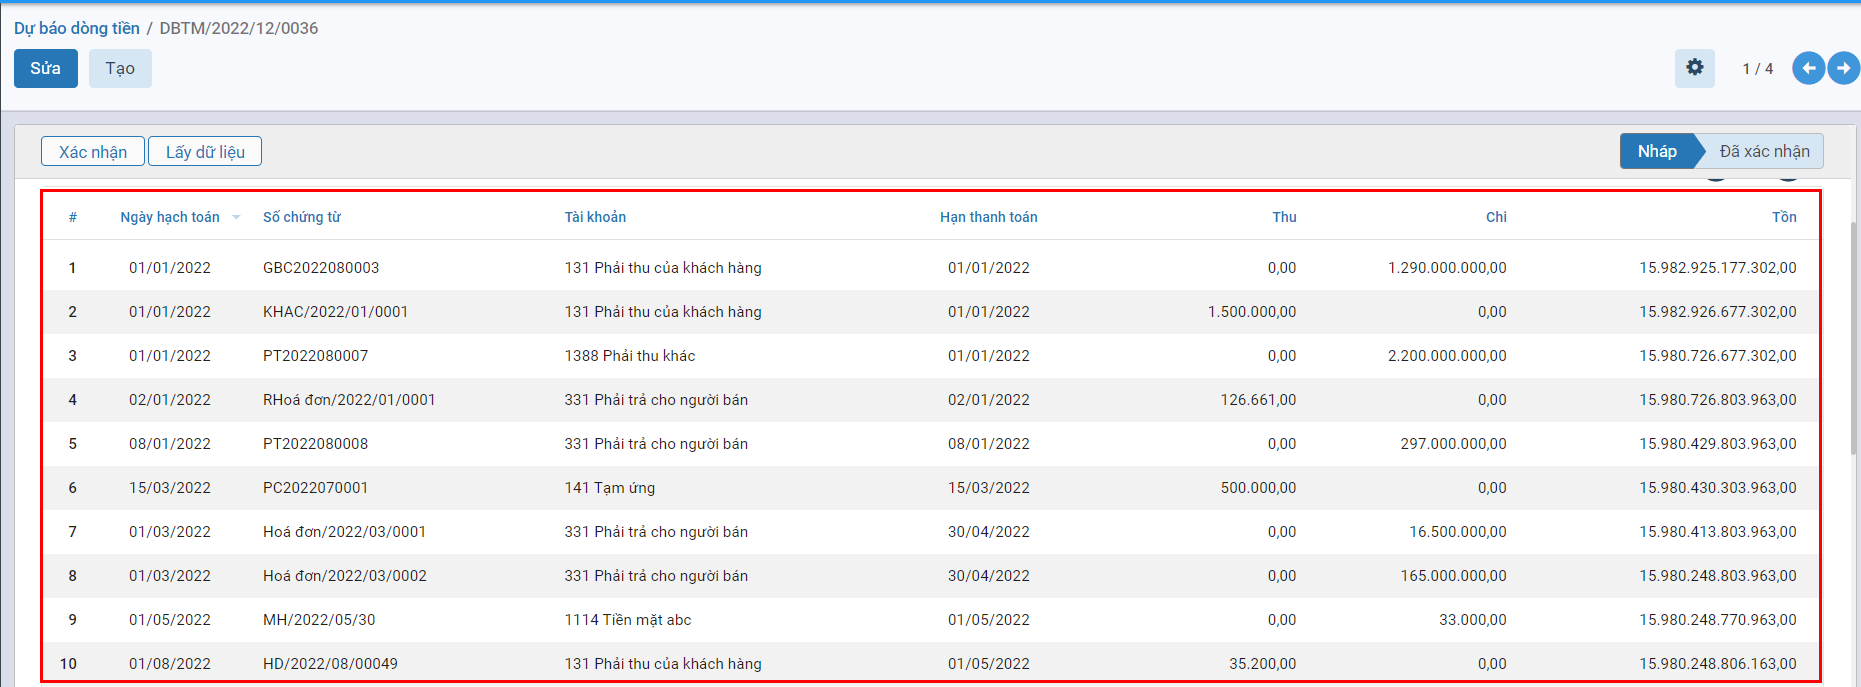 Dự báo dòng tiền / DBTM/2022/12/0036
Sửa Tạo 1 / 4
Xác nhận Lấy dữ liệu Nháp Đã xác nhận
# Ngày hạch toán Số chứng từ Tài khoản Hạn thanh toán Thu Chi Tồn
1 01/01/2022 GBC2022080003 131 Phải thu của khách hàng 01/01/2022 0,00 1.290.000.000,00 15.982.925.177.302,00
2 01/01/2022 KHAC/2022/01/0001 131 Phải thu của khách hàng 01/01/2022 1.500.000,00 0,00 15.982.926.677.302,00
3 01/01/2022 PT2022080007 1388 Phải thu khác 01/01/2022 0,00 2.200.000.000,00 15.980.726.677.302,00
4 02/01/2022 RHoá đơn/2022/01/0001 331 Phải trả cho người bán 02/01/2022 126.661,00 0,00 15.980.726.803.963,00
5 08/01/2022 PT2022080008 331 Phải trả cho người bán 08/01/2022 0,00 297.000.000,00 15.980.429.803.963,00
6 15/03/2022 PC2022070001 141 Tạm ứng 15/03/2022 500.000,00 0,00 15.980.430.303.963,00
7 01/03/2022 Hoá đơn/2022/03/0001 331 Phải trả cho người bán 30/04/2022 0,00 16.500.000,00 15.980.413.803.963,00
8 01/03/2022 Hoá đơn/2022/03/0002 331 Phải trả cho người bán 30/04/2022 0,00 165.000.000,00 15.980.248.803.963,00
9 01/05/2022 MH/2022/05/30 1114 Tiền mặt abc 01/05/2022 0,00 33.000,00 15.980.248.770.963,00
10 01/08/2022 HD/2022/08/00049 131 Phải thu của khách hàng 01/05/2022 35.200,00 0,00 15.980.248.806.163,00